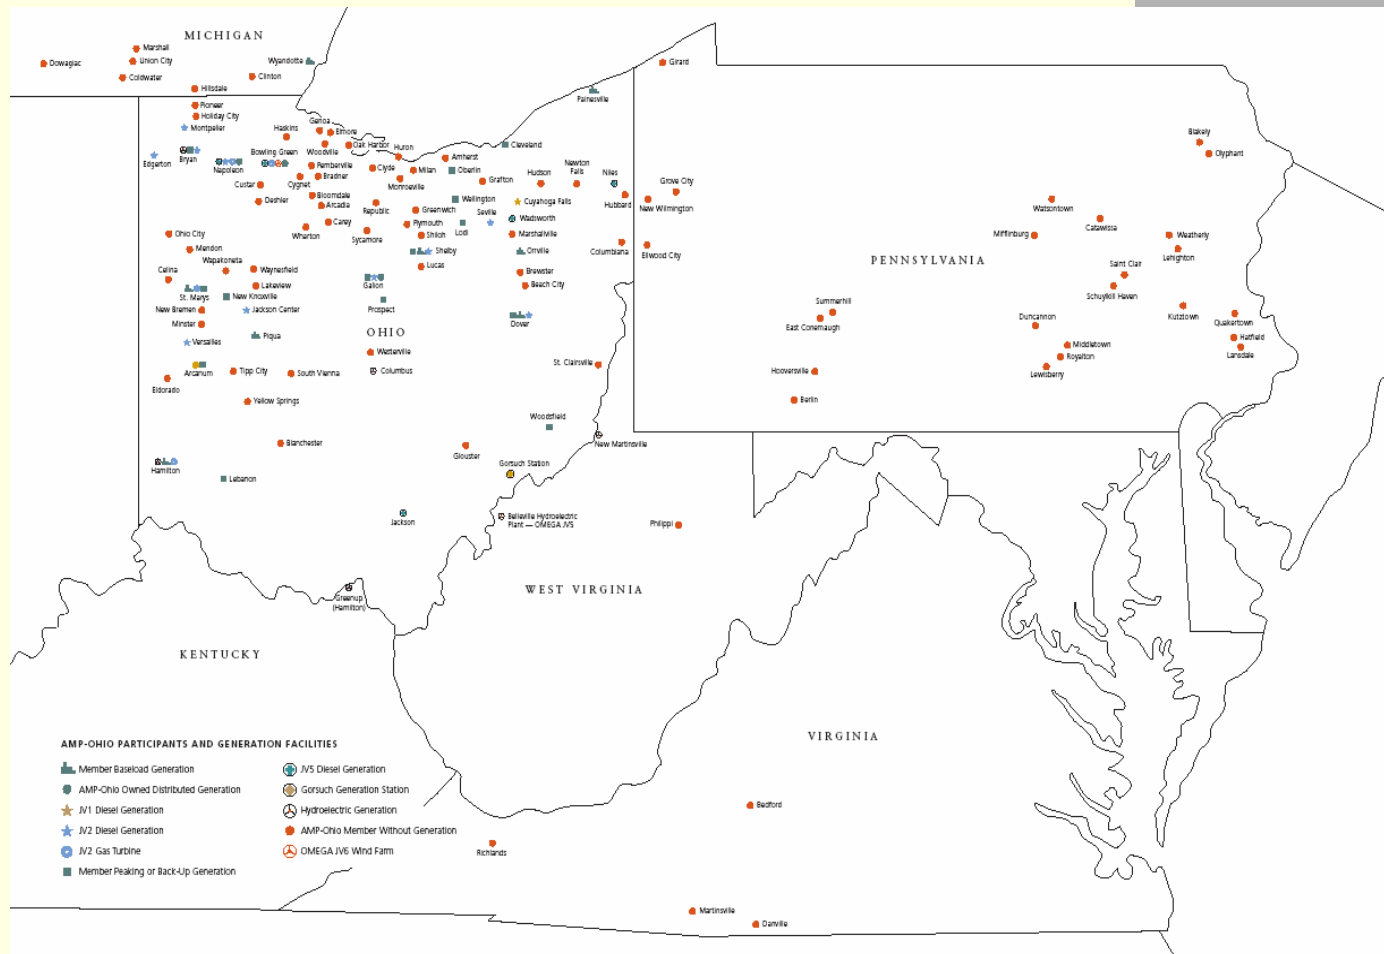 MICHIGAN
Marshall
Dowagiac
Union City
Wyandotte
Coldwater
Clinton
Girard
Hillsdale
Pioneer
Painesville
Holiday City
Montpelier
Genoa
Haskins
Elmore
Blakely
Oak Harbor
Huron
Cleveland
Edgerton
Bryan
Bowling Green
Woodville
Amherst
Olyphant
Napoleon
Pemberville
Clyde
Milan
Oberlin
Newton
Falls
Niles
Custar
Cygnet
Bradner
Monroeville
Grafton
Hudson
Grove City
Deshler
Bloomdale
Arcadia
Republic
Greenwich
Wellington
Seville
Cuyahoga Falls
Hubbard
New Wilmington
Watsontown
Wharton
Carey
Sycamore
Plymouth
Shiloh
Lodi
Wadsworth
Catawissa
Ohio City
Marshallville
Mifflinburg
Weatherly
Mendon
Shelby
Orrville
Columbiana
Ellwood City
Lehighton
Wapakoneta
PENNSYLVANIA
Celina
Waynesfield
Lucas
Brewster
Saint Clair
Lakeview
Galion
Beach City
Schuylkill Haven
St. Marys
New Knoxville
Summerhill
New Bremen
Jackson Center
Prospect
Kutztown
Minster
Dover
East Conemaugh
Duncannon
Quakertown
OHIO
Piqua
Hatfield
Versailles
Middletown
Lansdale
Westerville
Royalton
Arcanum
Tipp City
South Vienna
Columbus
St. Clairsville
Hooversville
Lewisberry
Eldorado
Yellow Springs
Berlin
Woodsfield
Blanchester
Glouster
New Martinsville
Hamilton
Gorsuch Station
Lebanon
Jackson
Belleville Hydroelectric
Plant — OMEGA JV5
Philippi
WEST VIRGINIA
Greenup
(Hamilton)
KENTUCKY
VIRGINIA
AMP-OHIO PARTICIPANTS AND GENERATION FACILITIES
Member Baseload Generation
AMP-Ohio Owned Distributed Generation
JV1 Diesel Generation
JV2 Diesel Generation
JV2 Gas Turbine
Member Peaking or Back-Up Generation
JV5 Diesel Generation
Gorsuch Generation Station
Hydroelectric Generation
AMP-Ohio Member Without Generation
OMEGA JV6 Wind Farm
Bedford
Richlands
Martinsville
Danville